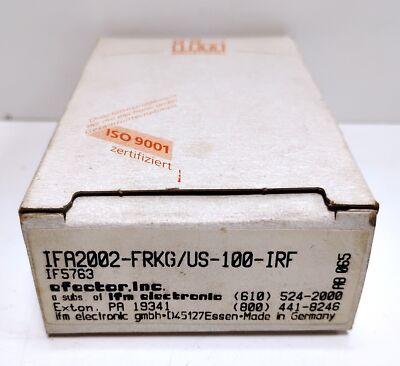 ISO 9001
zertifiziert
IFA2002-FRKG/US-100-IRF
IF5763
efector, Inc.
a subs of ifm electronic (610) 524-2000
Exton, PA 19341 (800) 441-8246
ifm electronic gmbh•D45127Essen•Made in Germany
AB 065